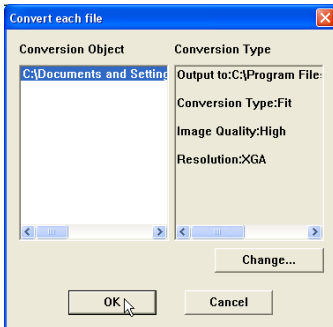 Convert each file
Conversion Object
Conversion Type
C:\Documents and Setting
Output to:C:\Program Files
Conversion Type:Fit
Image Quality:High
Resolution:XGA
Change...
OK
Cancel